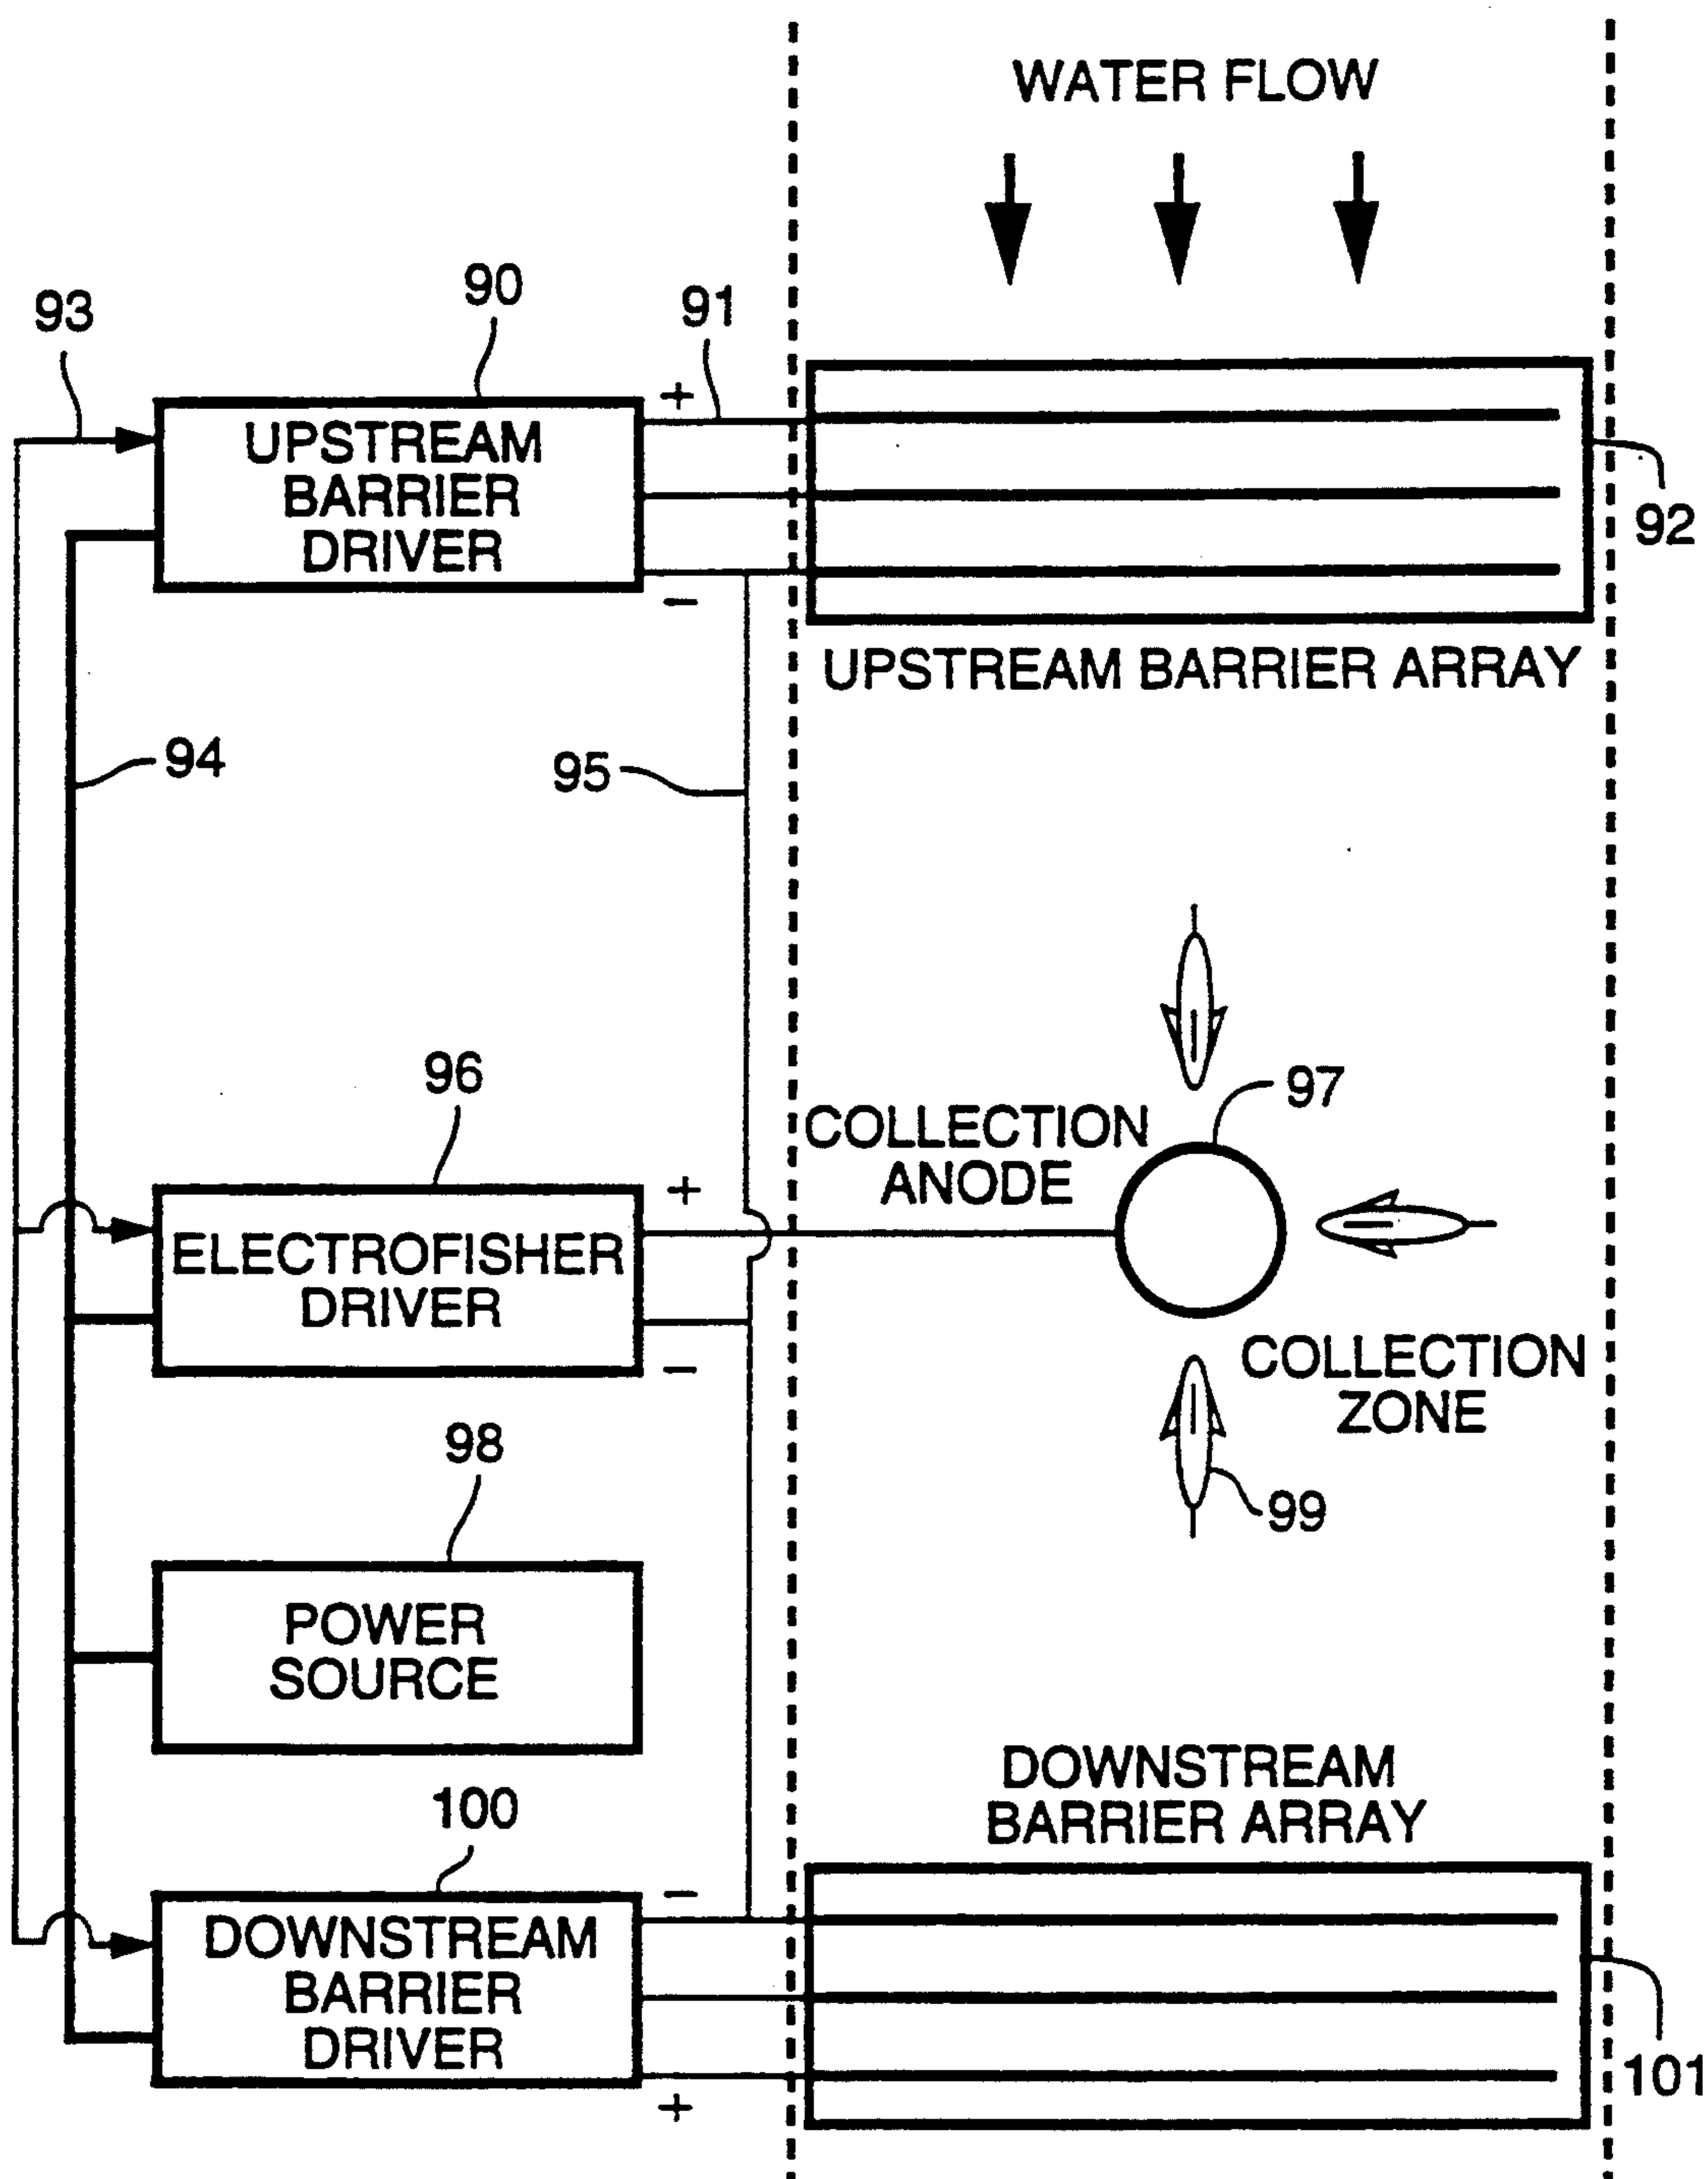 WATER FLOW
93
90
91
+
UPSTREAM
BARRIER
DRIVER
−
92
UPSTREAM BARRIER ARRAY
94
95
96
97
COLLECTION
ANODE
+
ELECTROFISHER
DRIVER
−
COLLECTION
ZONE
98
99
POWER
SOURCE
DOWNSTREAM
BARRIER ARRAY
100
−
DOWNSTREAM
BARRIER
DRIVER
+
101